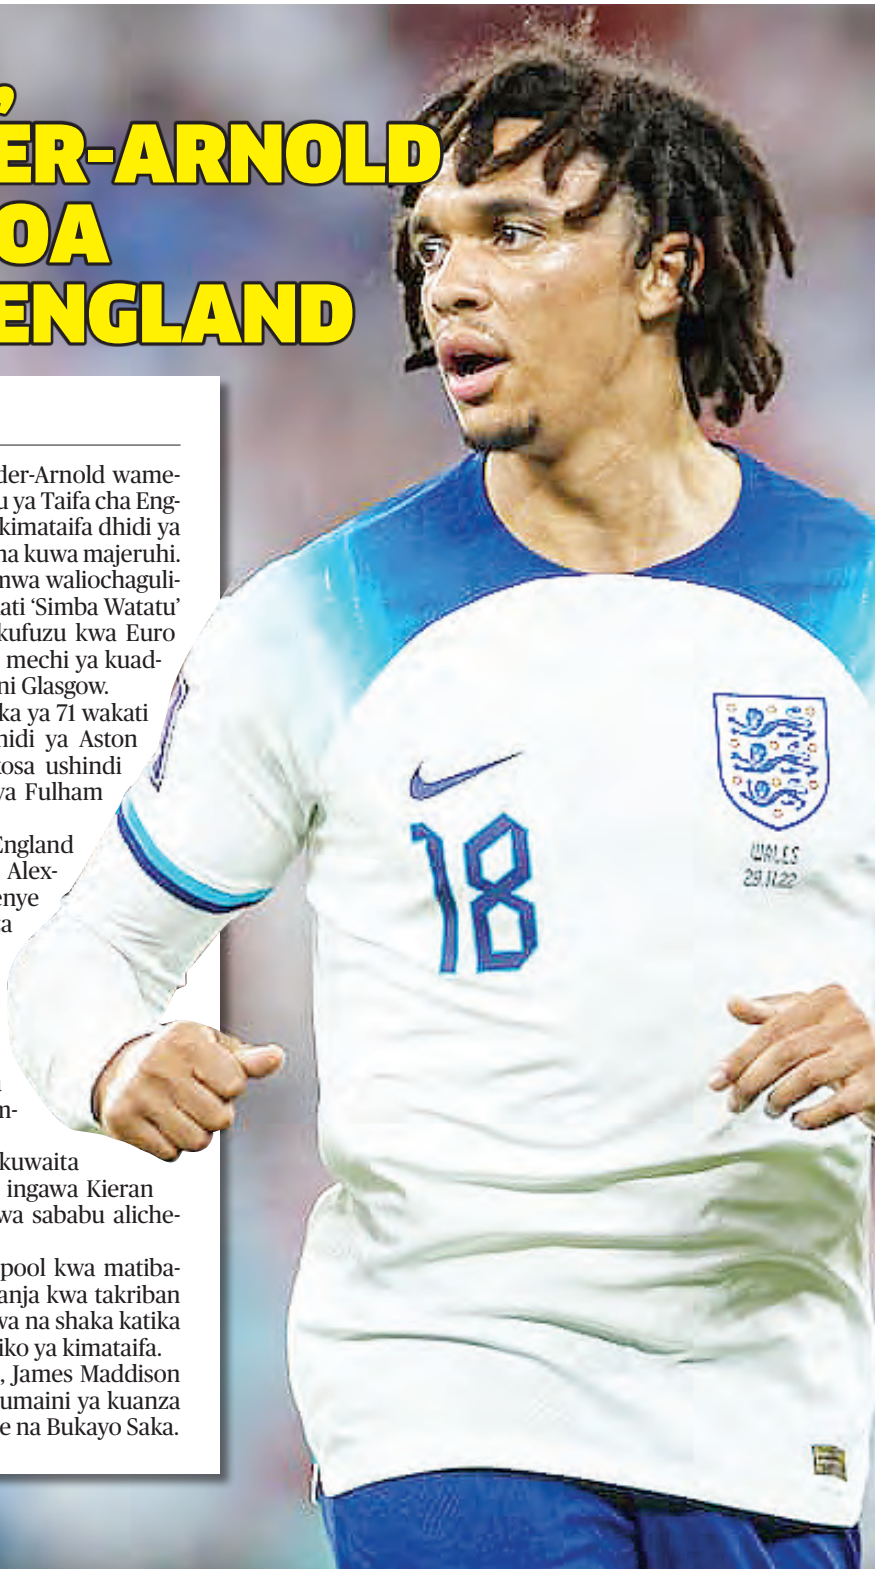 ,
ER-ARNOLD
OA
ENGLAND
der-Arnold wame-
u ya Taifa cha Eng-
kimataifa dhidi ya
na kuwa majeruhi.
mwa waliochaguli-
ati ‘Simba Watatu’
kufuzu kwa Euro
mechi ya kuad-
ni Glasgow.
ka ya 71 wakati
hidi ya Aston
kosa ushindi
ya Fulham
England
Alex-
enye
za
n-
kuwaita
ingawa Kieran
wa sababu aliche-
pool kwa matiba-
anja kwa takriban
wa na shaka katika
iko ya kimataifa.
, James Maddison
umaini ya kuanza
e na Bukayo Saka.
18
WALES
29.11.22